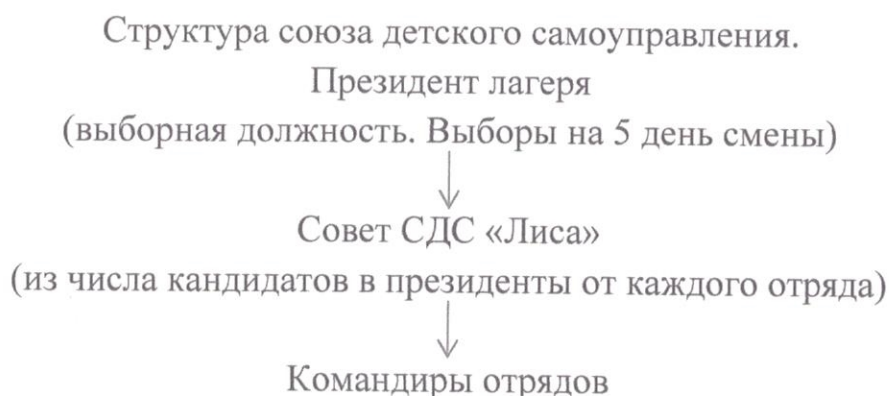 Структура союза детского самоуправления.
Президент лагеря
(выборная должность. Выборы на 5 день смены)
Совет СДС «Лиса»
(из числа кандидатов в президенты от каждого отряда)
Командиры отрядов